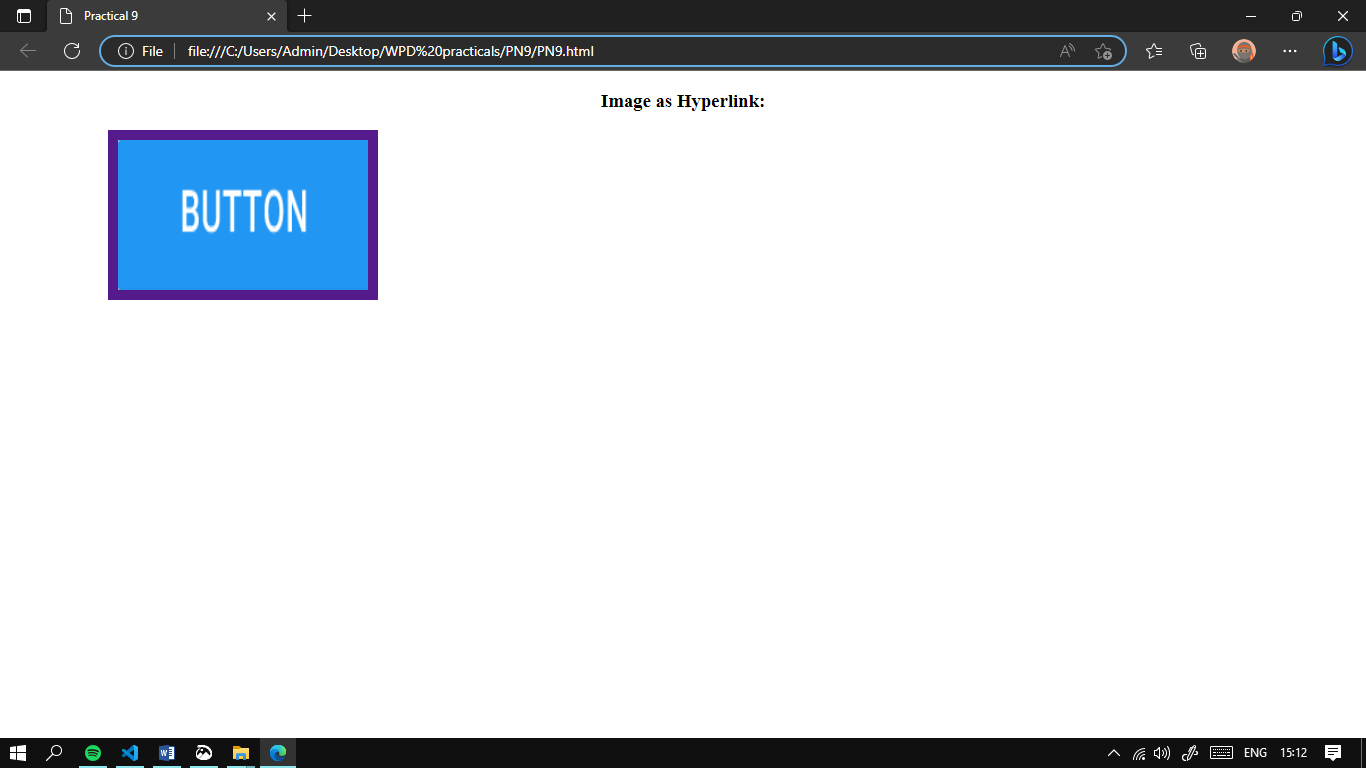 Practical 9
File
file:///C:/Users/Admin/Desktop/WPD%20practicals/PN9/PN9.html
Image as Hyperlink:
BUTTON
ENG
15:12